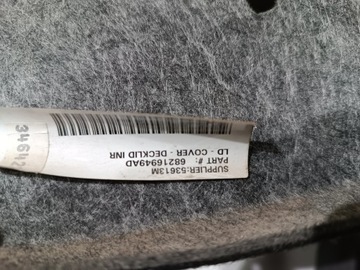 SUPPLIER:53613M
PART #: 68216949AD
LD - COVER - DECKLID INR